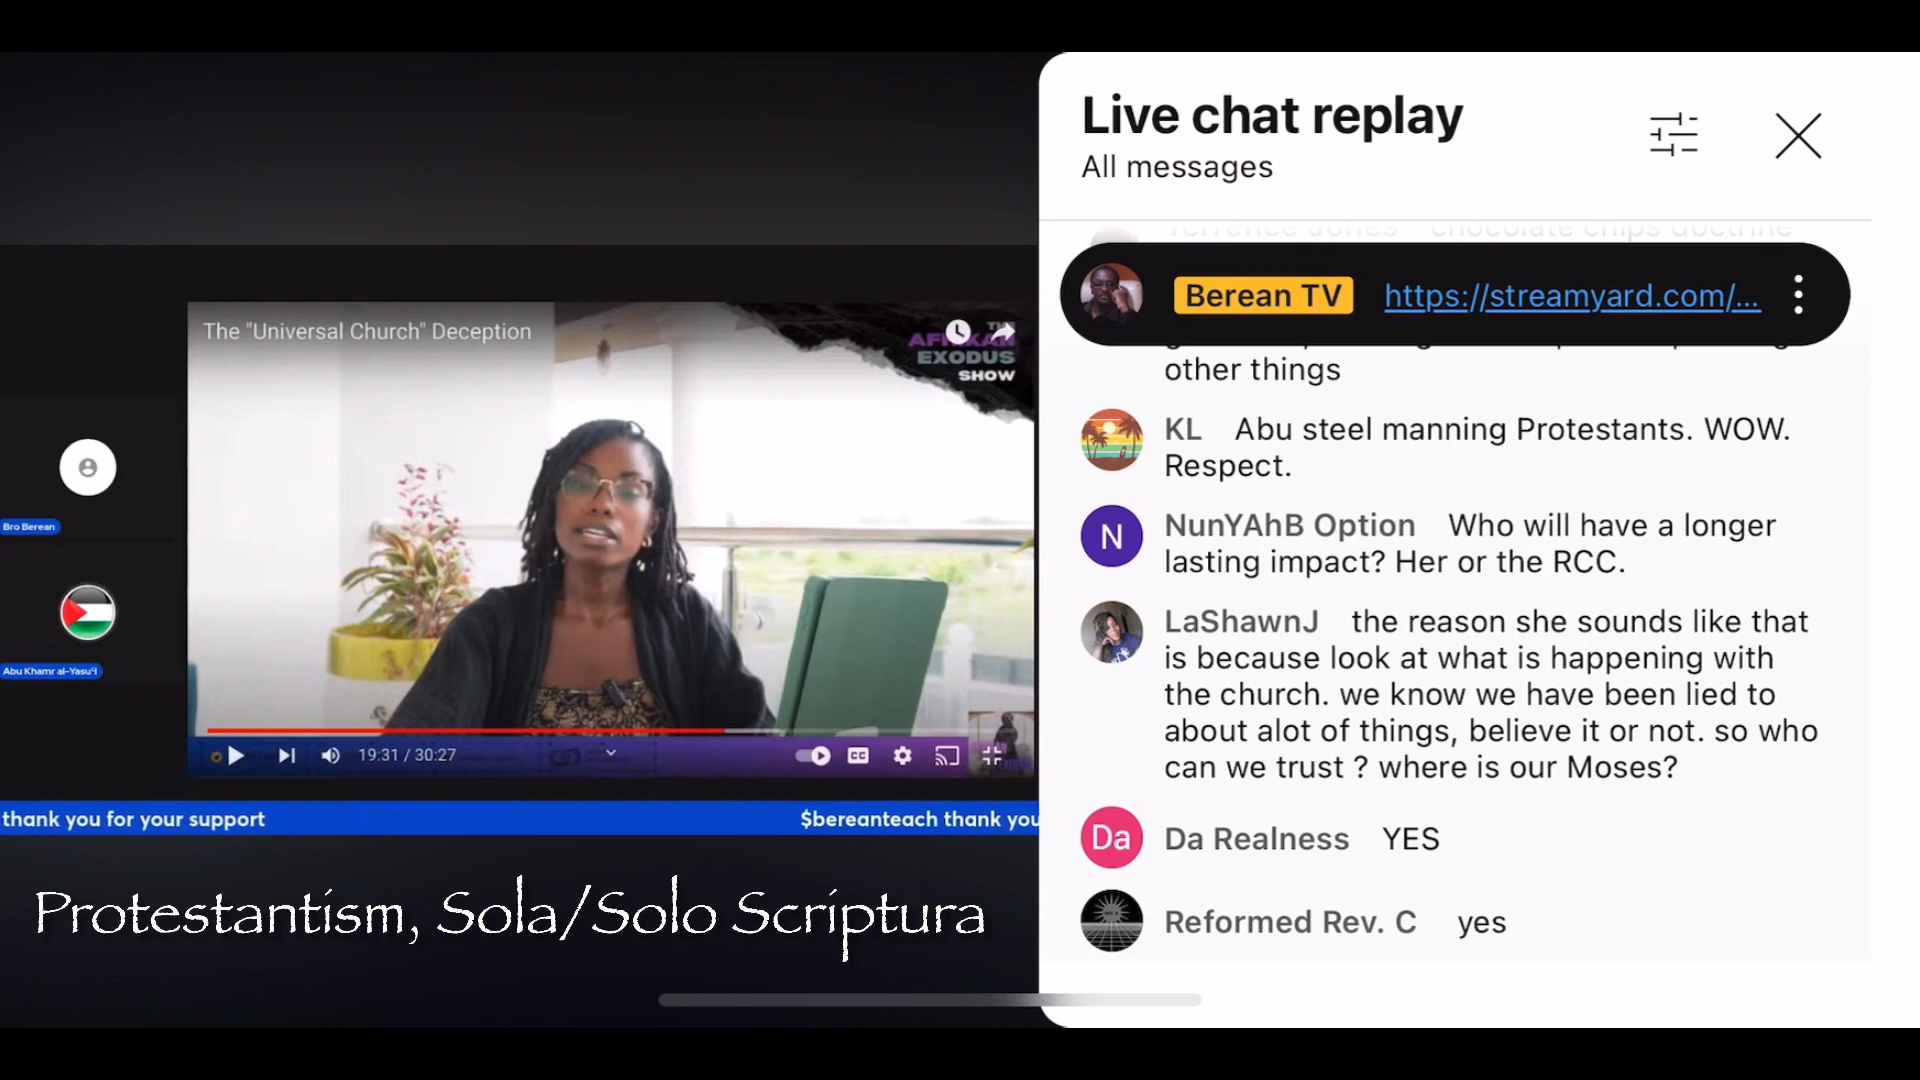 Live chat replay
All messages
Terrence Jones chocolate chips doctrine
Berean TV https://streamyard.com/...
other things
KL Abu steel manning Protestants. WOW.
Respect.
N NunYAhB Option Who will have a longer
lasting impact? Her or the RCC.
LaShawnJ the reason she sounds like that
is because look at what is happening with
the church. we know we have been lied to
about alot of things, believe it or not. so who
can we trust ? where is our Moses?
Da Da Realness YES
Reformed Rev. C yes
The "Universal Church" Deception
THE
AFRIKAN
EXODUS
SHOW
Bro Berean
Abu Khamr al-Yasu'i
19:31 / 30:27
CC
thank you for your support
$bereanteach thank you
Protestantism, Sola/Solo Scriptura